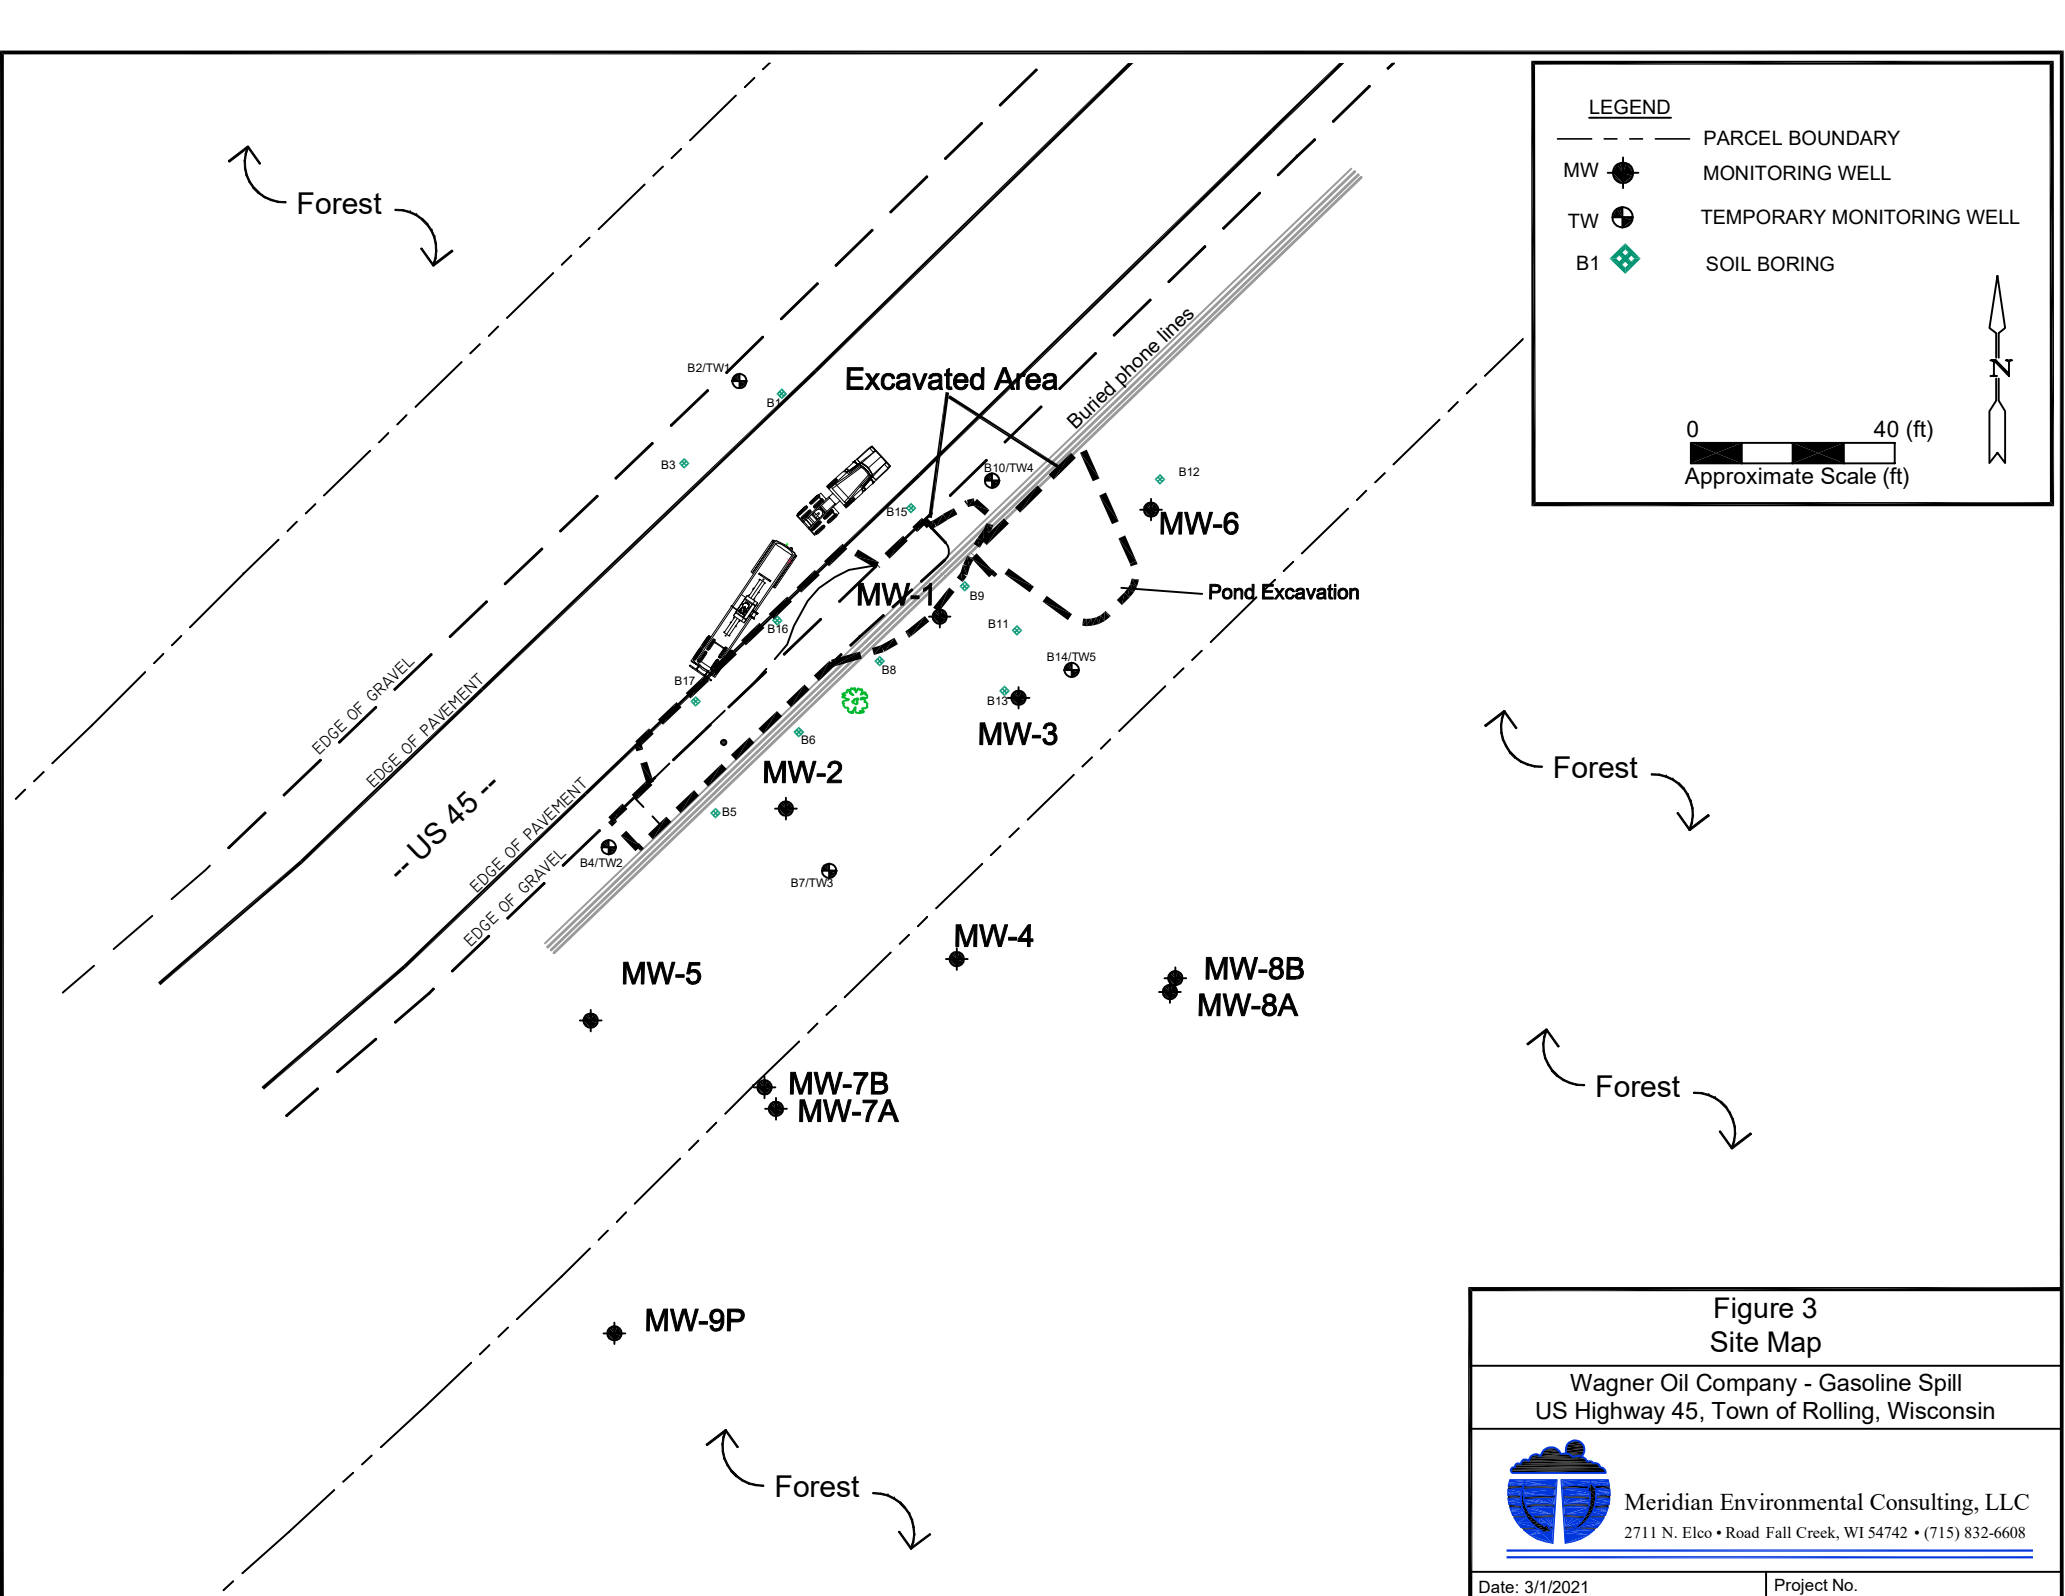 LEGEND
PARCEL BOUNDARY
MW MONITORING WELL
TW TEMPORARY MONITORING WELL
B1 SOIL BORING
N
0 40 (ft)
Approximate Scale (ft)
Forest
Buried phone lines
B2/TW1
Excavated Area
B1
B3
B10/TW4
B12
B15
MW-6
MW-1
B9
Pond Excavation
B16
B11
B14/TW5
B8
EDGE OF GRAVEL
EDGE OF PAVEMENT
B17
B13
MW-3
B6
MW-2
Forest
-- US 45 --
EDGE OF PAVEMENT
EDGE OF GRAVEL
B5
B4/TW2
B7/TW3
MW-4
MW-5
MW-8B
MW-8A
MW-7B
MW-7A
Forest
MW-9P
Forest
Figure 3
Site Map
Wagner Oil Company - Gasoline Spill
US Highway 45, Town of Rolling, Wisconsin
Meridian Environmental Consulting, LLC
2711 N. Elco • Road Fall Creek, WI 54742 • (715) 832-6608
Date: 3/1/2021 Project No.